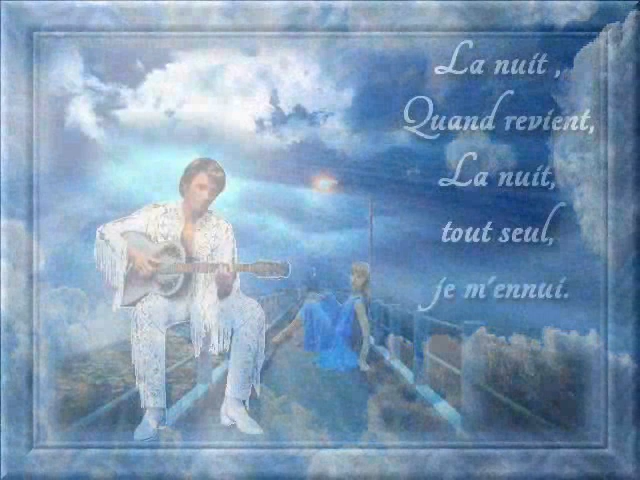 La nuit ,
Quand revient,
La nuit,
tout seul,
je m'ennui.